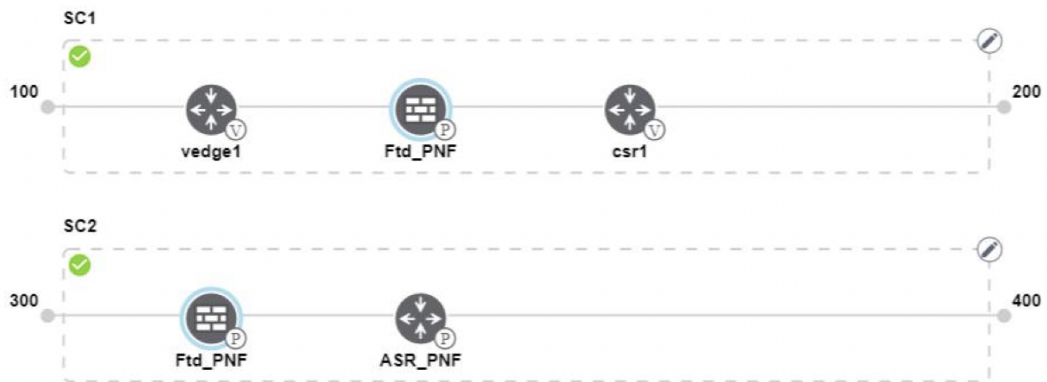 SC1
100
200
V
P
V
vedge1
Ftd_PNF
csr1
SC2
300
400
P
P
Ftd_PNF
ASR_PNF